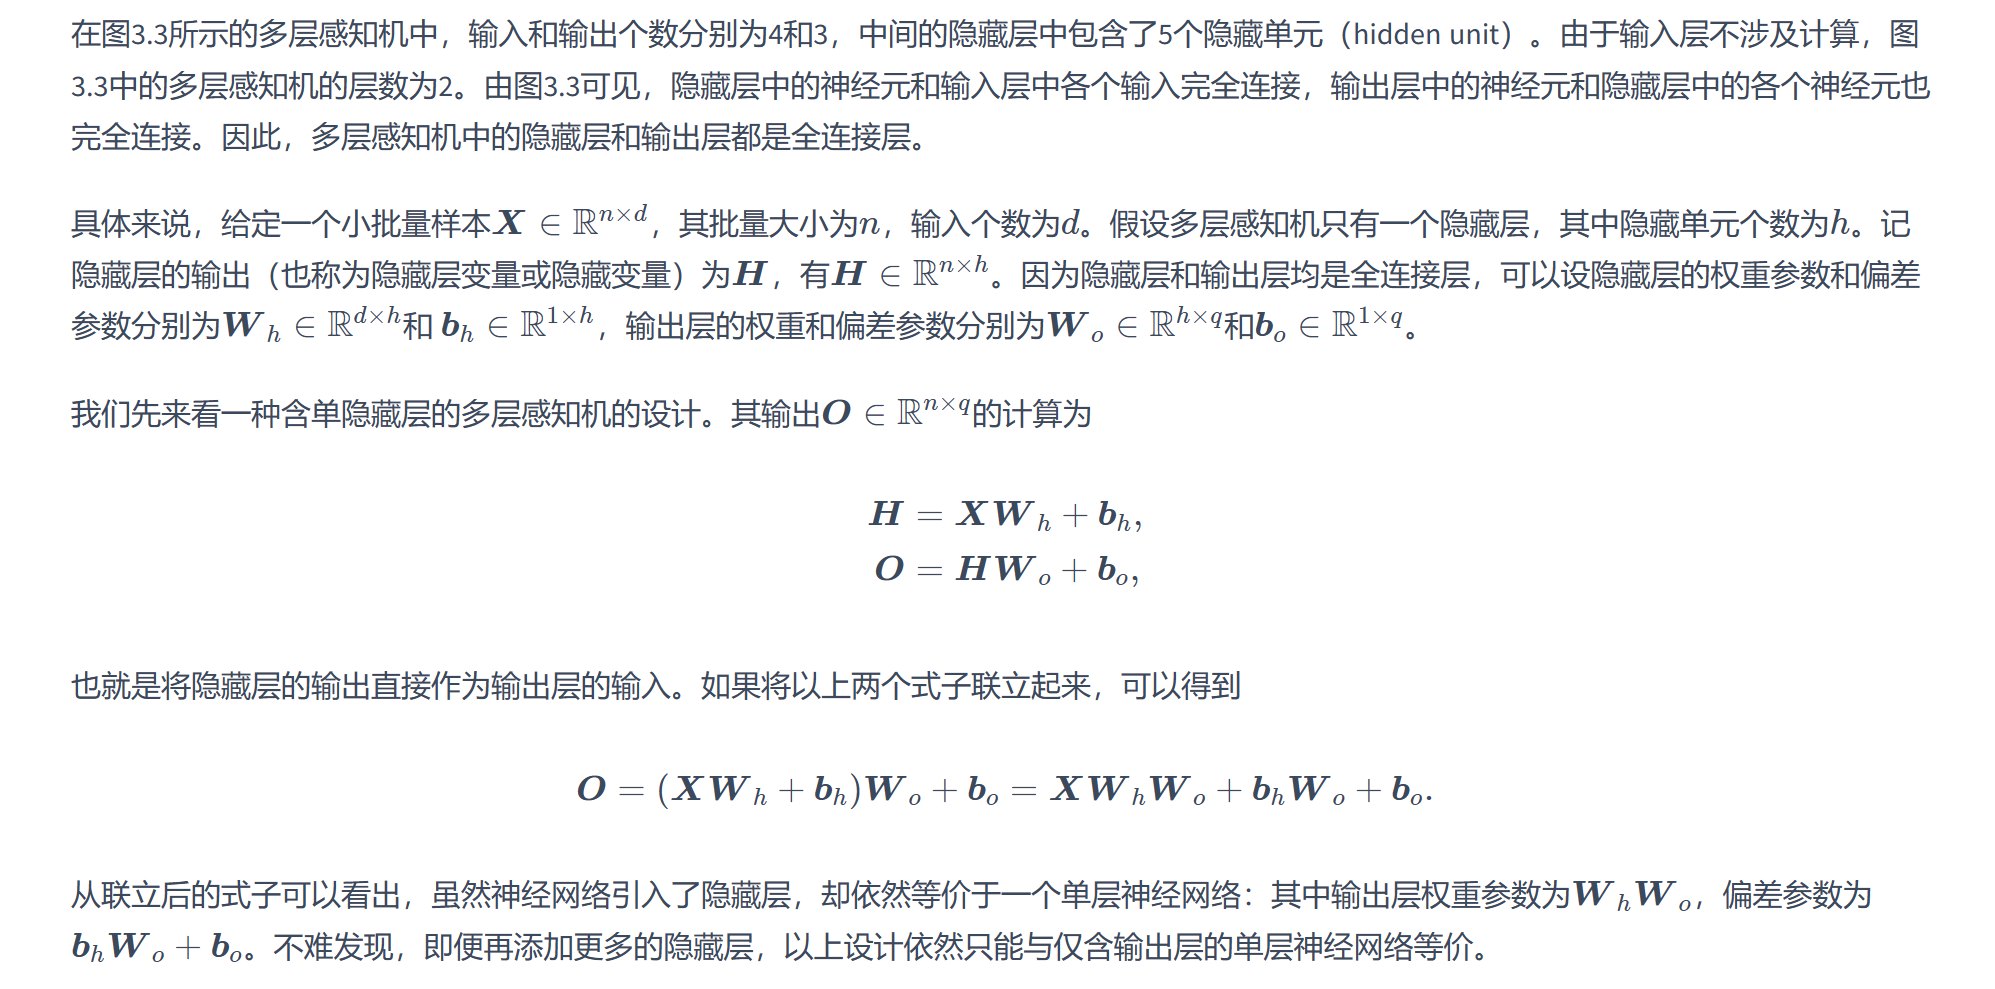 在图3.3所示的多层感知机中，输入和输出个数分别为4和3，中间的隐藏层中包含了5个隐藏单元（hidden unit）。由于输入层不涉及计算，图
3.3中的多层感知机的层数为2。由图3.3可见，隐藏层中的神经元和输入层中各个输入完全连接，输出层中的神经元和隐藏层中的各个神经元也
完全连接。因此，多层感知机中的隐藏层和输出层都是全连接层。
具体来说，给定一个小批量样本$\boldsymbol{X} \in \mathbb{R}^{n \times d}$，其批量大小为$n$，输入个数为$d$。假设多层感知机只有一个隐藏层，其中隐藏单元个数为$h$。记
隐藏层的输出（也称为隐藏层变量或隐藏变量）为$\boldsymbol{H}$，有$\boldsymbol{H} \in \mathbb{R}^{n \times h}$。因为隐藏层和输出层均是全连接层，可以设隐藏层的权重参数和偏差
参数分别为$\boldsymbol{W}_h \in \mathbb{R}^{d \times h}$和 $\boldsymbol{b}_h \in \mathbb{R}^{1 \times h}$，输出层的权重和偏差参数分别为$\boldsymbol{W}_o \in \mathbb{R}^{h \times q}$和$\boldsymbol{b}_o \in \mathbb{R}^{1 \times q}$。
我们先来看一种含单隐藏层的多层感知机的设计。其输出$\boldsymbol{O} \in \mathbb{R}^{n \times q}$的计算为
$\boldsymbol{H} = \boldsymbol{X}\boldsymbol{W}_h + \boldsymbol{b}_h,$
$\boldsymbol{O} = \boldsymbol{H}\boldsymbol{W}_o + \boldsymbol{b}_o,$
也就是将隐藏层的输出直接作为输出层的输入。如果将以上两个式子联立起来，可以得到
$\boldsymbol{O} = (\boldsymbol{X}\boldsymbol{W}_h + \boldsymbol{b}_h)\boldsymbol{W}_o + \boldsymbol{b}_o = \boldsymbol{X}\boldsymbol{W}_h\boldsymbol{W}_o + \boldsymbol{b}_h\boldsymbol{W}_o + \boldsymbol{b}_o.$
从联立后的式子可以看出，虽然神经网络引入了隐藏层，却依然等价于一个单层神经网络：其中输出层权重参数为$\boldsymbol{W}_h\boldsymbol{W}_o$，偏差参数为
$\boldsymbol{b}_h\boldsymbol{W}_o + \boldsymbol{b}_o$。不难发现，即便再添加更多的隐藏层，以上设计依然只能与仅含输出层的单层神经网络等价。